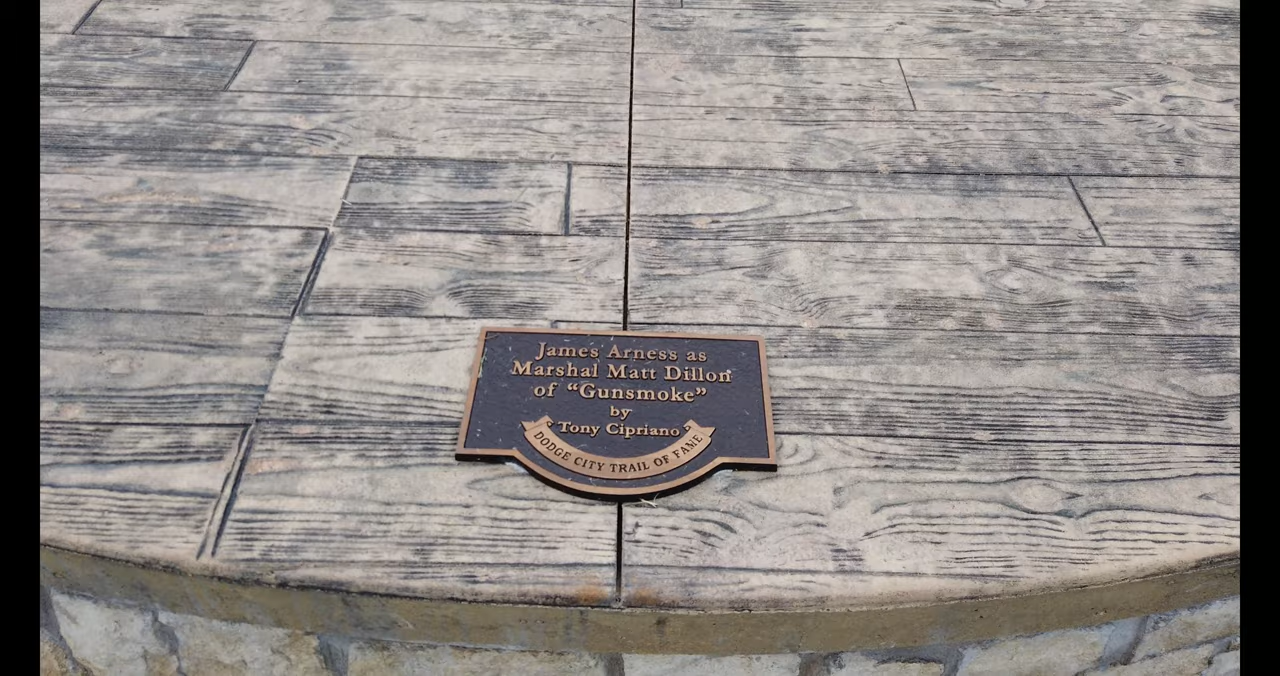 James Arness as
Marshal Matt Dillon
of “Gunsmoke”
by
Tony Cipriano
DODGE CITY TRAIL OF FAME